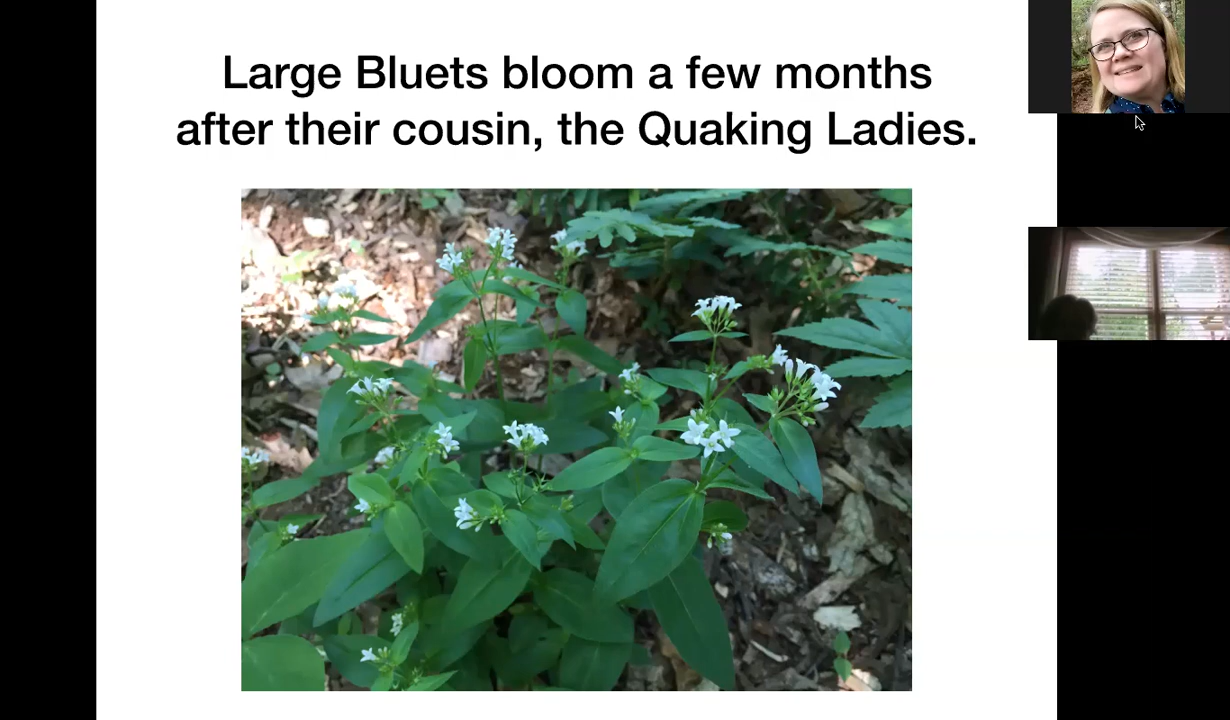 Large Bluets bloom a few months
after their cousin, the Quaking Ladies.